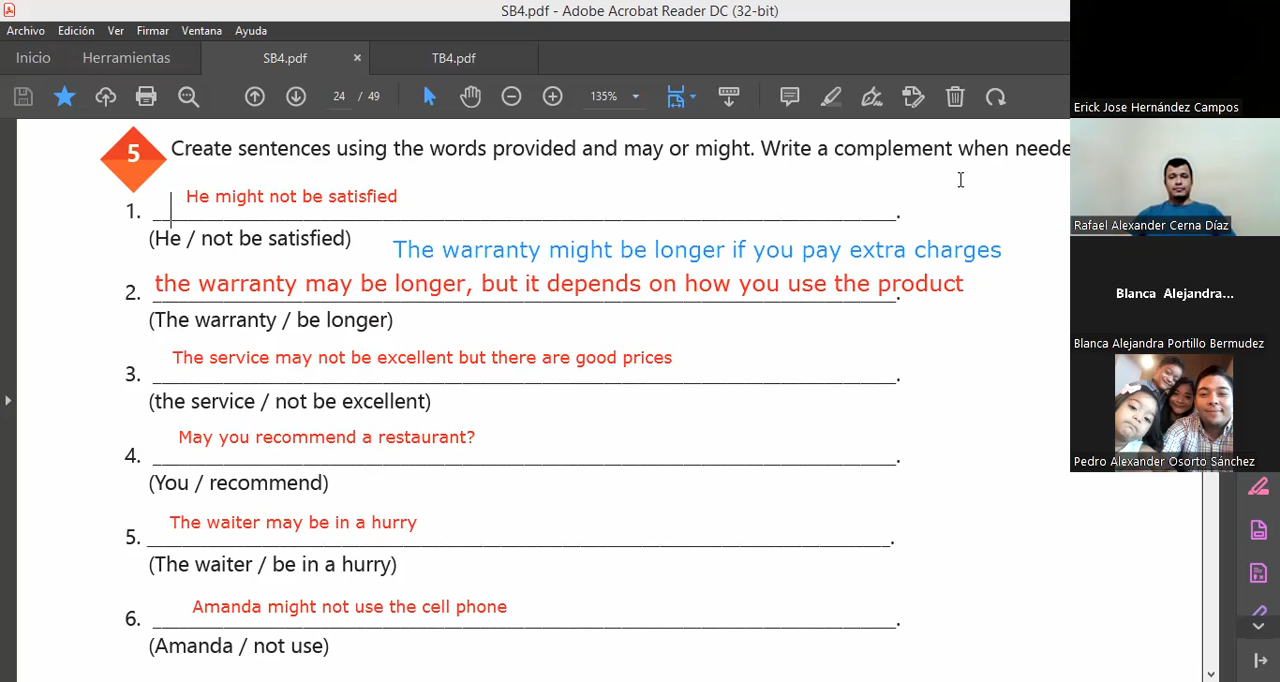 SB4.pdf - Adobe Acrobat Reader DC (32-bit)
Archivo Edición Ver Firmar Ventana Ayuda
Inicio Herramientas SB4.pdf × TB4.pdf
24 / 49 135%
5 Create sentences using the words provided and may or might. Write a complement when neede
He might not be satisfied
1. .
(He / not be satisfied)
The warranty might be longer if you pay extra charges
the warranty may be longer, but it depends on how you use the product
2. .
(The warranty / be longer)
The service may not be excellent but there are good prices
3. .
(the service / not be excellent)
May you recommend a restaurant?
4. .
(You / recommend)
The waiter may be in a hurry
5. .
(The waiter / be in a hurry)
Amanda might not use the cell phone
6. .
(Amanda / not use)
Erick Jose Hernández Campos
Rafael Alexander Cerna Díaz
Blanca Alejandra...
Blanca Alejandra Portillo Bermudez
Pedro Alexander Osorto Sánchez